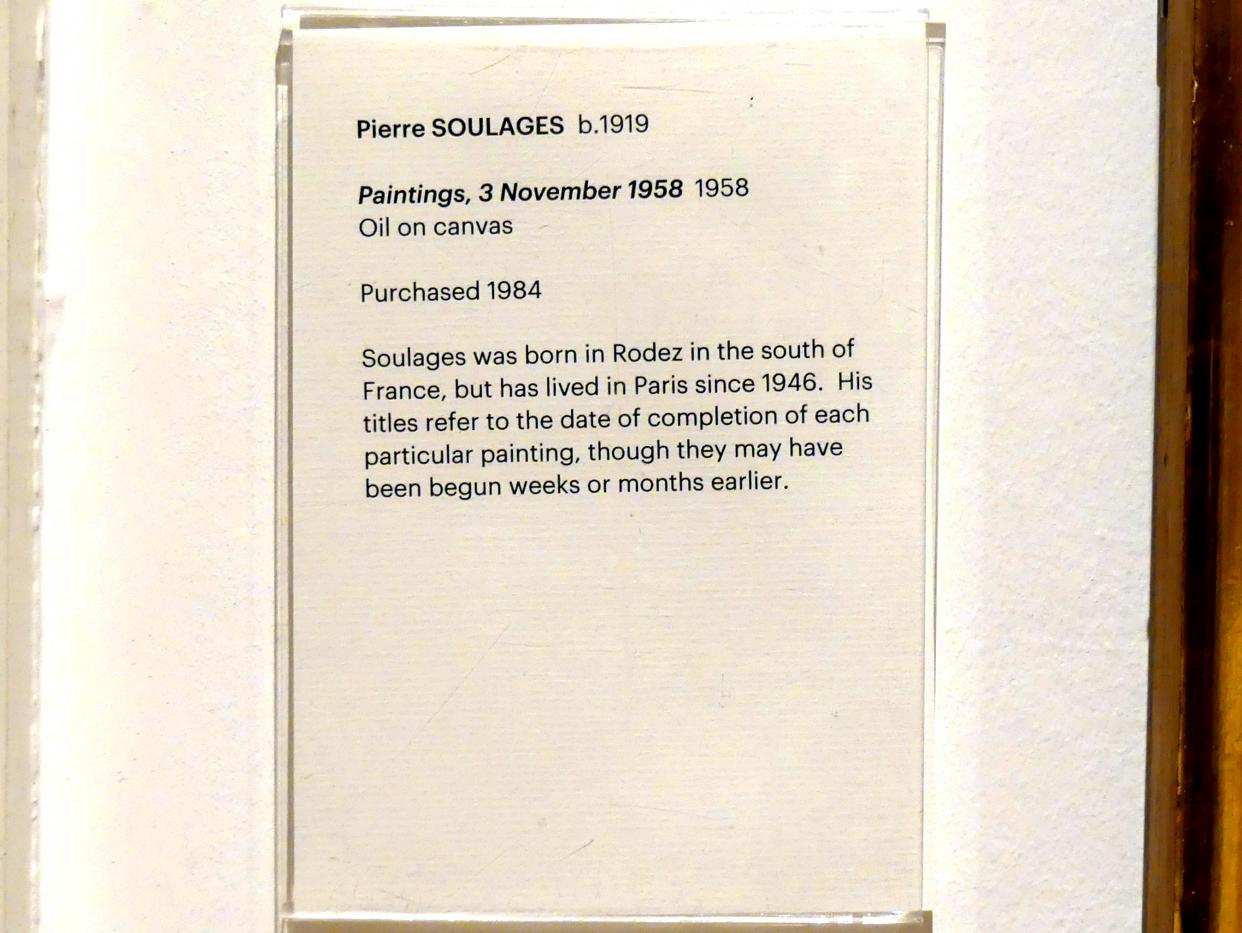 Pierre SOULAGES b.1919
Paintings, 3 November 1958 1958
Oil on canvas
Purchased 1984
Soulages was born in Rodez in the south of
France, but has lived in Paris since 1946. His
titles refer to the date of completion of each
particular painting, though they may have
been begun weeks or months earlier.